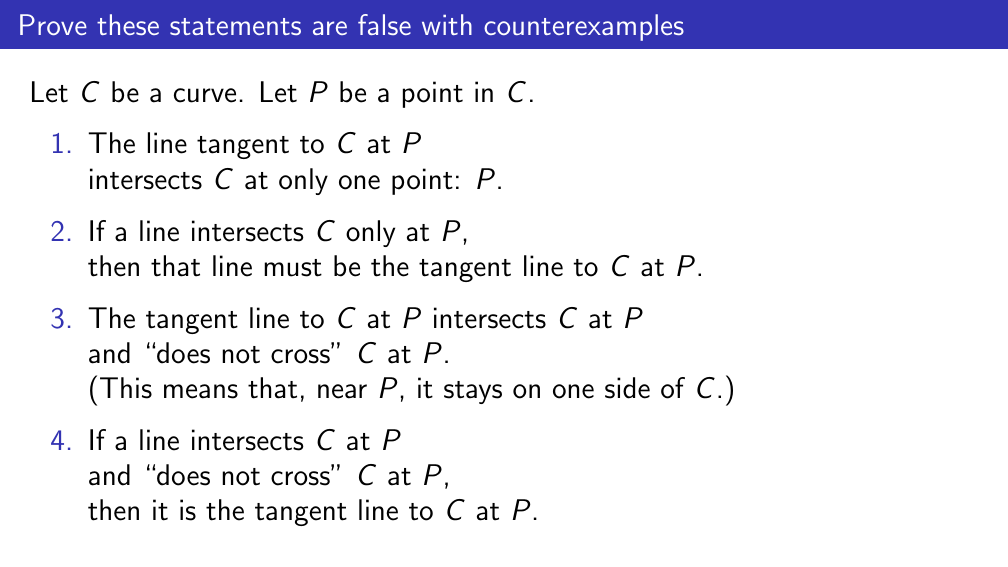 Prove these statements are false with counterexamples
Let C be a curve. Let P be a point in C.
1. The line tangent to C at P
intersects C at only one point: P.
2. If a line intersects C only at P,
then that line must be the tangent line to C at P.
3. The tangent line to C at P intersects C at P
and “does not cross” C at P.
(This means that, near P, it stays on one side of C.)
4. If a line intersects C at P
and “does not cross” C at P,
then it is the tangent line to C at P.